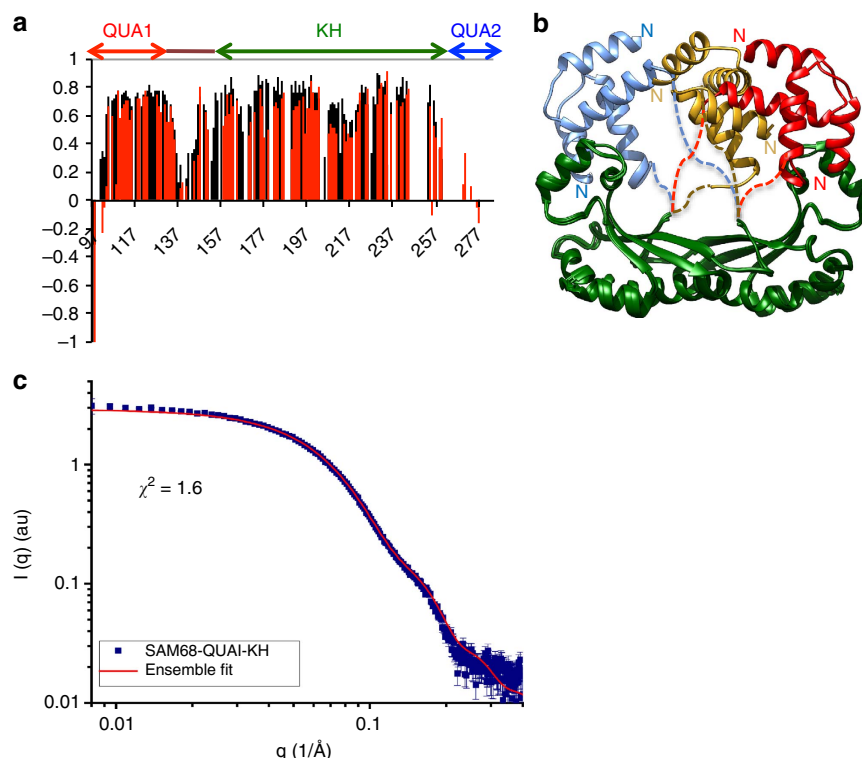 a
QUA1 KH QUA2
1
0.8
0.6
0.4
0.2
0
–0.2
–0.4
–0.6
–0.8
–1
97 117 137 157 177 197 217 237 257 277
b
N N
N N
N N
c
χ² = 1.6
I (q) (au)
1
0.1
0.01
SAM68-QUAI-KH
Ensemble fit
0.01 0.1
q (1/Å)